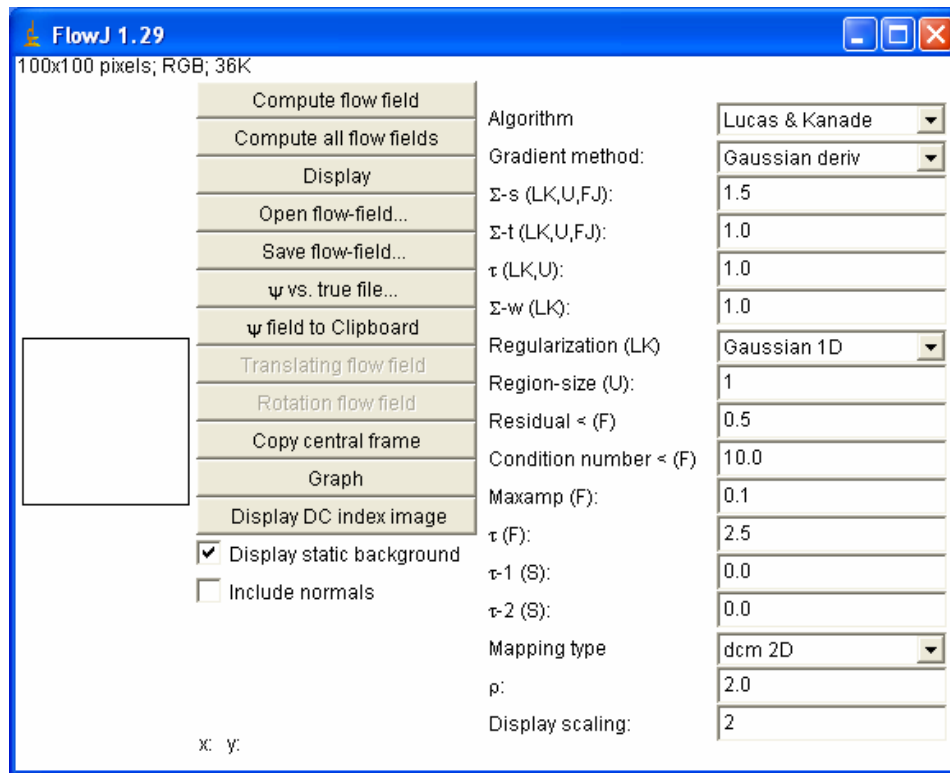 FlowJ 1.29
100x100 pixels; RGB; 36K
Compute flow field
Compute all flow fields
Display
Open flow-field...
Save flow-field...
ψ vs. true file...
ψ field to Clipboard
Translating flow field
Rotation flow field
Copy central frame
Graph
Display DC index image
Display static background
Include normals
x: y:
Algorithm Lucas & Kanade
Gradient method: Gaussian deriv
Σ-s (LK,U,FJ): 1.5
Σ-t (LK,U,FJ): 1.0
τ (LK,U): 1.0
Σ-w (LK): 1.0
Regularization (LK) Gaussian 1D
Region-size (U): 1
Residual < (F) 0.5
Condition number < (F) 10.0
Maxamp (F): 0.1
τ (F): 2.5
τ-1 (S): 0.0
τ-2 (S): 0.0
Mapping type dcm 2D
ρ: 2.0
Display scaling: 2